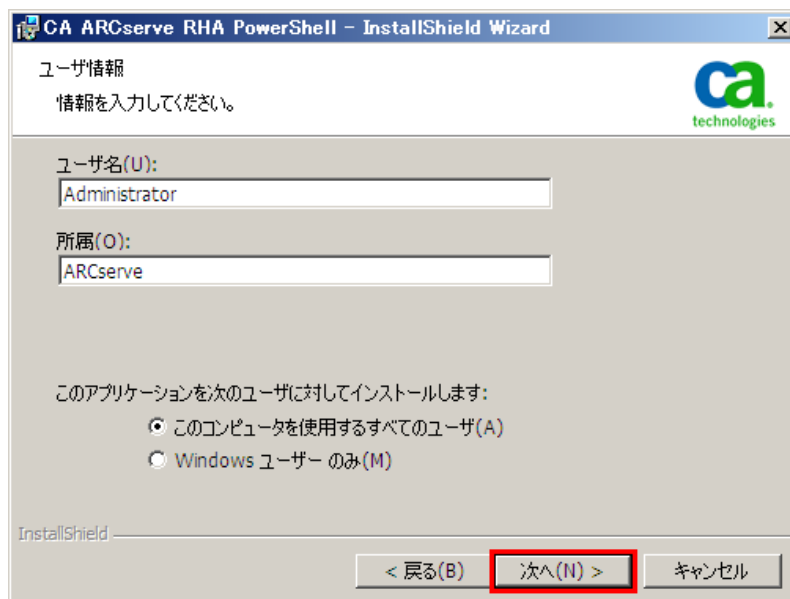 CA ARCserve RHA PowerShell - InstallShield Wizard
ユーザ情報
情報を入力してください。
ca.
technologies
ユーザ名(U):
Administrator
所属(O):
ARCserve
このアプリケーションを次のユーザに対してインストールします:
このコンピュータを使用するすべてのユーザ(A)
Windows ユーザー のみ(M)
InstallShield
< 戻る(B) 次へ(N) > キャンセル